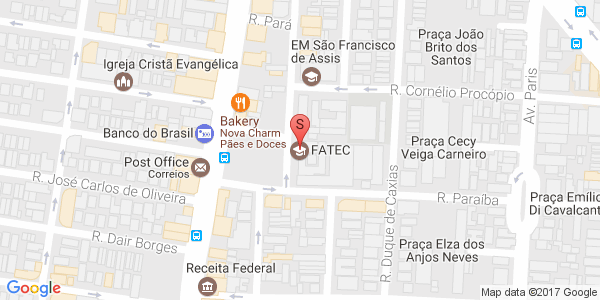 R. Pará
Praça João
Brito dos
Santos
EM São Francisco
de Assis
Igreja Cristã Evangélica
Av. Paris
R. Cornélio Procópio
Bakery
Nova Charm
Pães e Doces
Banco do Brasil
S
FATEC
Praça Cecy
Veiga Carneiro
Post Office
Correios
R. José Carlos de Oliveira
R. Duque de Caxias
R. Paraíba
Praça Emílio
Di Cavalcant
R. Dair Borges
Praça Elza dos
Anjos Neves
Receita Federal
Google
Map data ©2017 Google